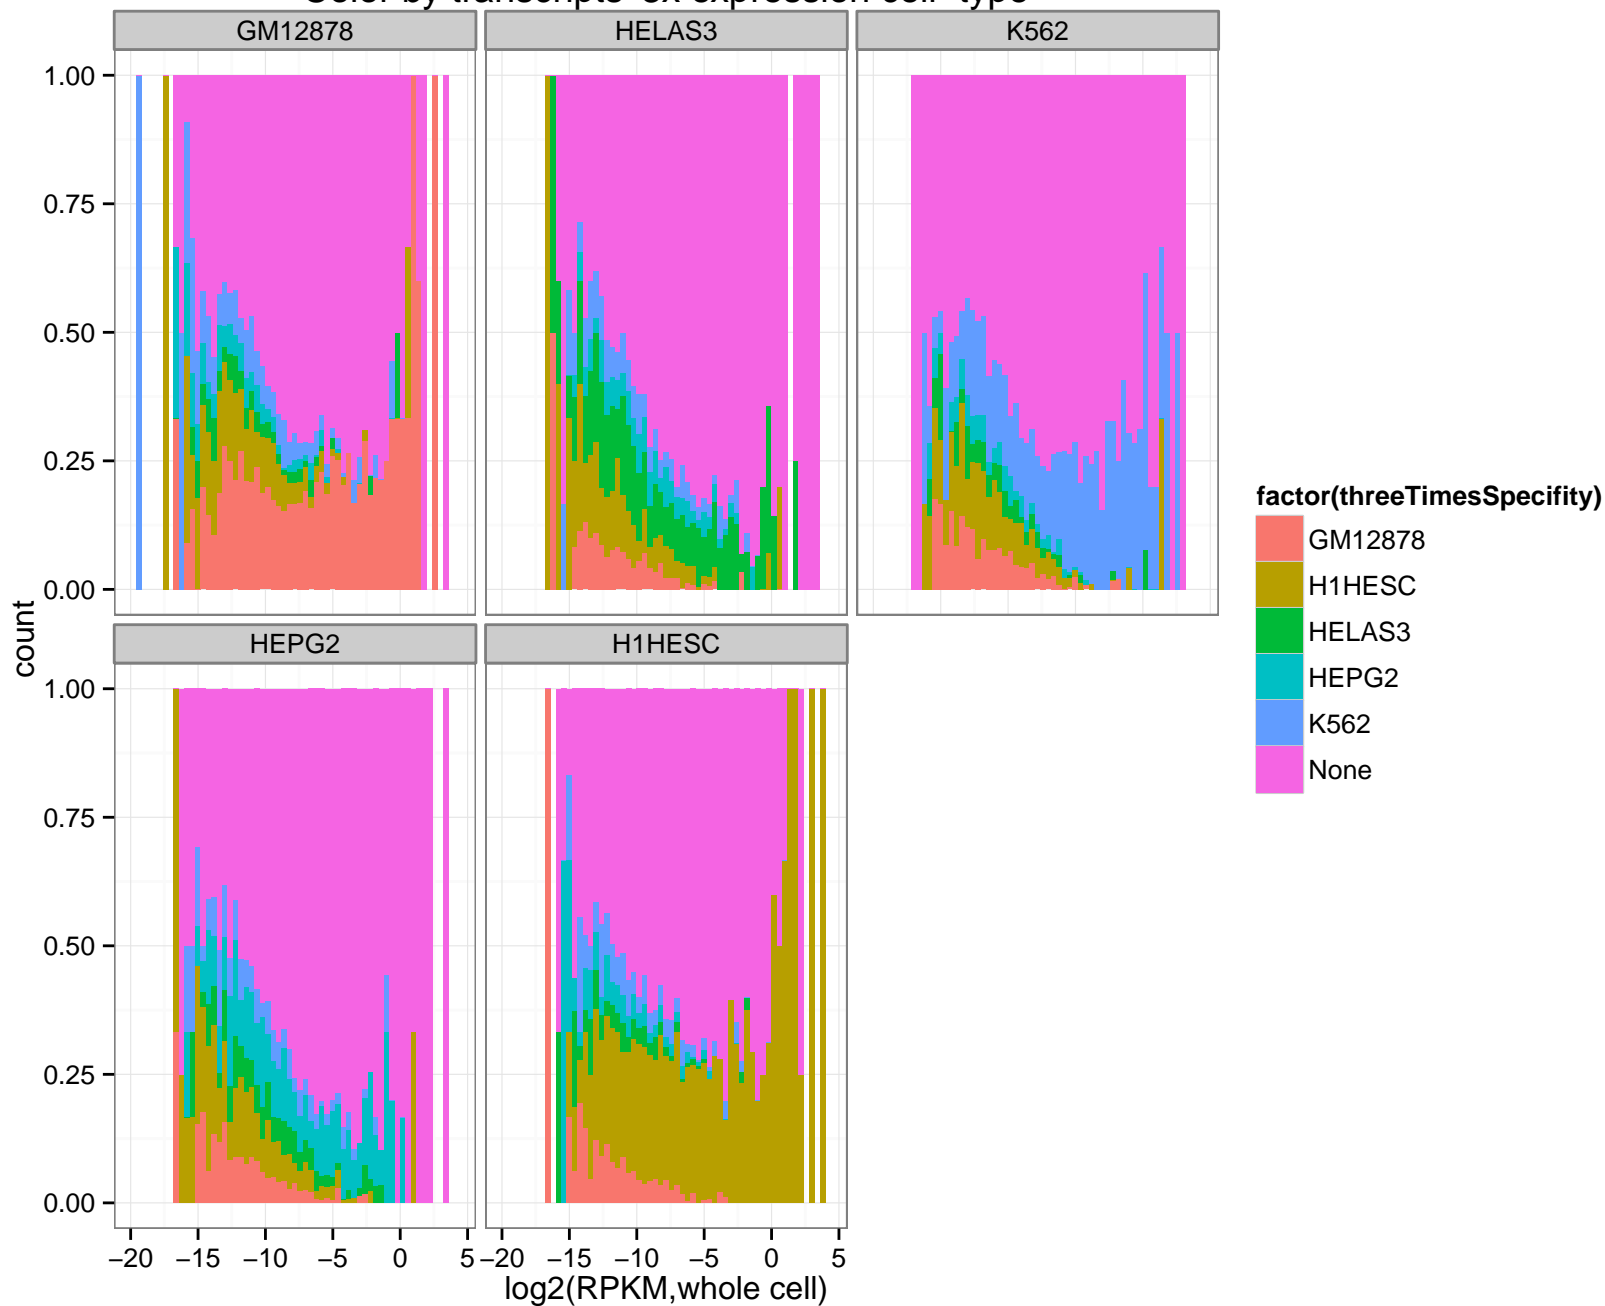 GM12878 HELAS3 K562
1.00
0.75
0.50
0.25
0.00
HEPG2 H1HESC
1.00
0.75
0.50
0.25
0.00
−20 −15 −10 −5 0 5 −20 −15 −10 −5 0 5
log2(RPKM,whole cell)
count
factor(threeTimesSpecifity)
GM12878
H1HESC
HELAS3
HEPG2
K562
None